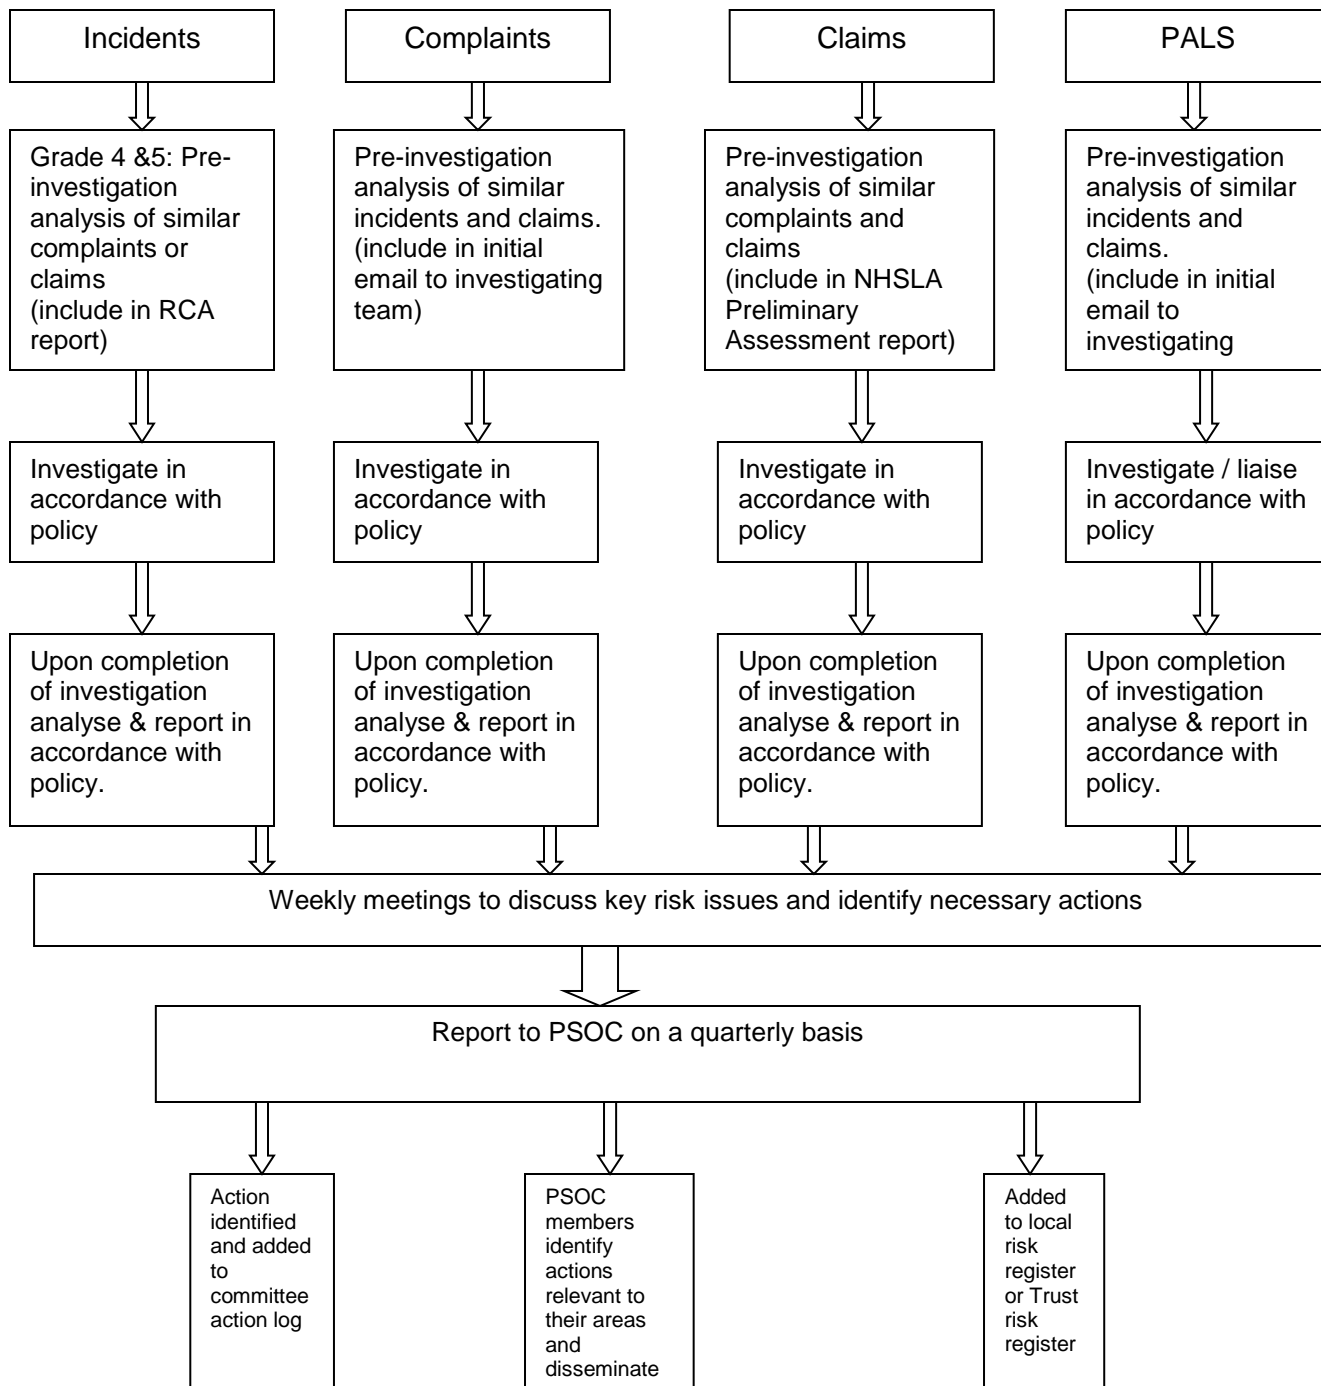 Incidents
Complaints
Claims
PALS
Grade 4 &5: Pre-
investigation
analysis of similar
complaints or
claims
(include in RCA
report)
Pre-investigation
analysis of similar
incidents and claims.
(include in initial
email to investigating
team)
Pre-investigation
analysis of similar
complaints and
claims
(include in NHSLA
Preliminary
Assessment report)
Pre-investigation
analysis of similar
incidents and
claims.
(include in initial
email to
investigating
Investigate in
accordance with
policy
Investigate in
accordance with
policy
Investigate in
accordance with
policy
Investigate / liaise
in accordance with
policy
Upon completion
of investigation
analyse & report in
accordance with
policy.
Upon completion
of investigation
analyse & report in
accordance with
policy.
Upon completion
of investigation
analyse & report in
accordance with
policy.
Upon completion
of investigation
analyse & report in
accordance with
policy.
Weekly meetings to discuss key risk issues and identify necessary actions
Report to PSOC on a quarterly basis
Action
identified
and added
to
committee
action log
PSOC
members
identify
actions
relevant to
their areas
and
disseminate
Added
to local
risk
register
or Trust
risk
register